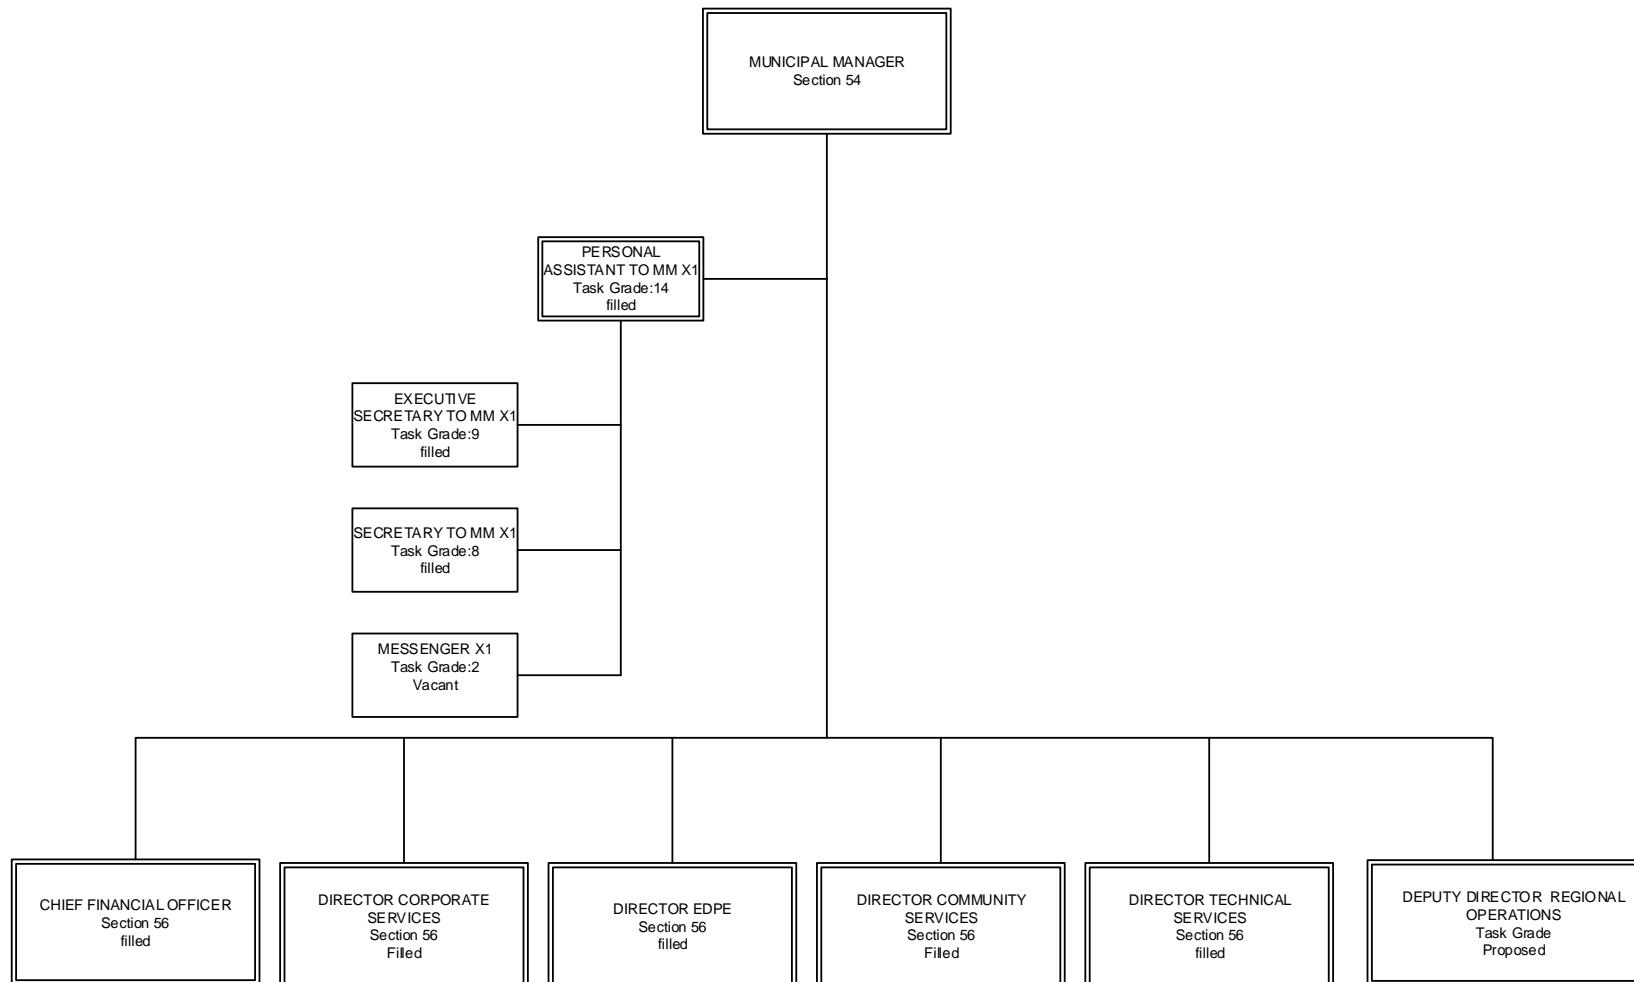 MUNICIPAL MANAGER
Section 54
PERSONAL
ASSISTANT TO MM X1
Task Grade:14
filled
EXECUTIVE
SECRETARY TO MM X1
Task Grade:9
filled
SECRETARY TO MM X1
Task Grade:8
filled
MESSENGER X1
Task Grade:2
Vacant
CHIEF FINANCIAL OFFICER
Section 56
filled
DIRECTOR CORPORATE
SERVICES
Section 56
Filled
DIRECTOR EDPE
Section 56
filled
DIRECTOR COMMUNITY
SERVICES
Section 56
Filled
DIRECTOR TECHNICAL
SERVICES
Section 56
filled
DEPUTY DIRECTOR REGIONAL
OPERATIONS
Task Grade
Proposed